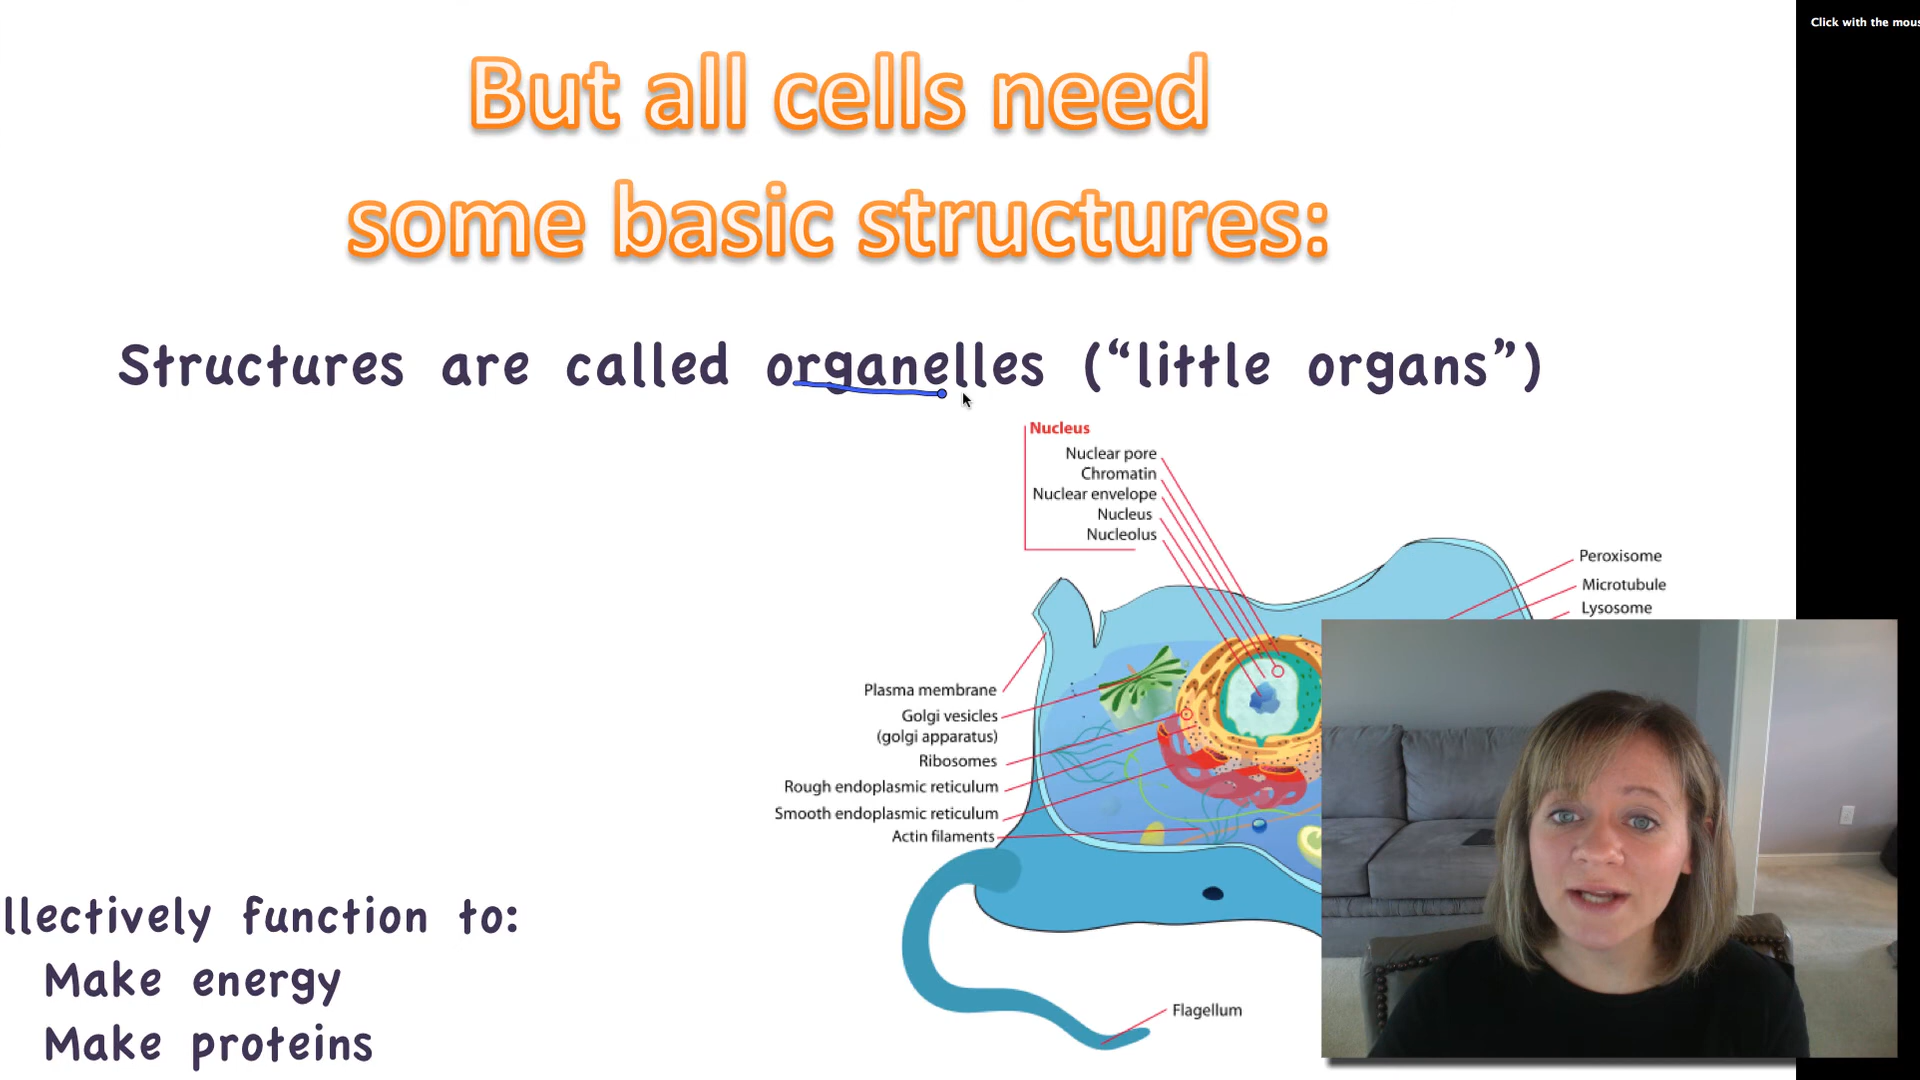 Click with the mous
But all cells need
some basic structures:
Structures are called organelles (“little organs”)
Nucleus
Nuclear pore
Chromatin
Nuclear envelope
Nucleus
Nucleolus
Peroxisome
Microtubule
Lysosome
Plasma membrane
Golgi vesicles
(golgi apparatus)
Ribosomes
Rough endoplasmic reticulum
Smooth endoplasmic reticulum
Actin filaments
Flagellum
llectively function to:
Make energy
Make proteins